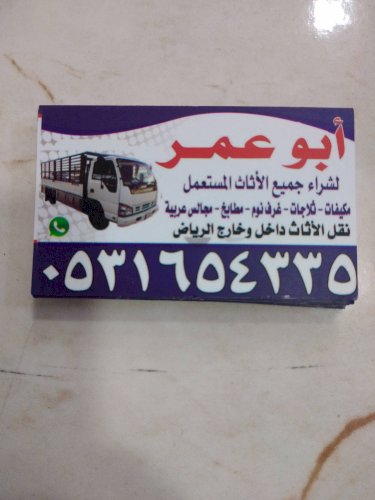 أبو عمر
لشراء جميع الأثاث المستعمل
مكيفات - ثلاجات - غرف نوم - مطابخ - مجالس عربية
نقل الأثاث داخل وخارج الرياض
٠٥٣١٦٥٤٣٣٥